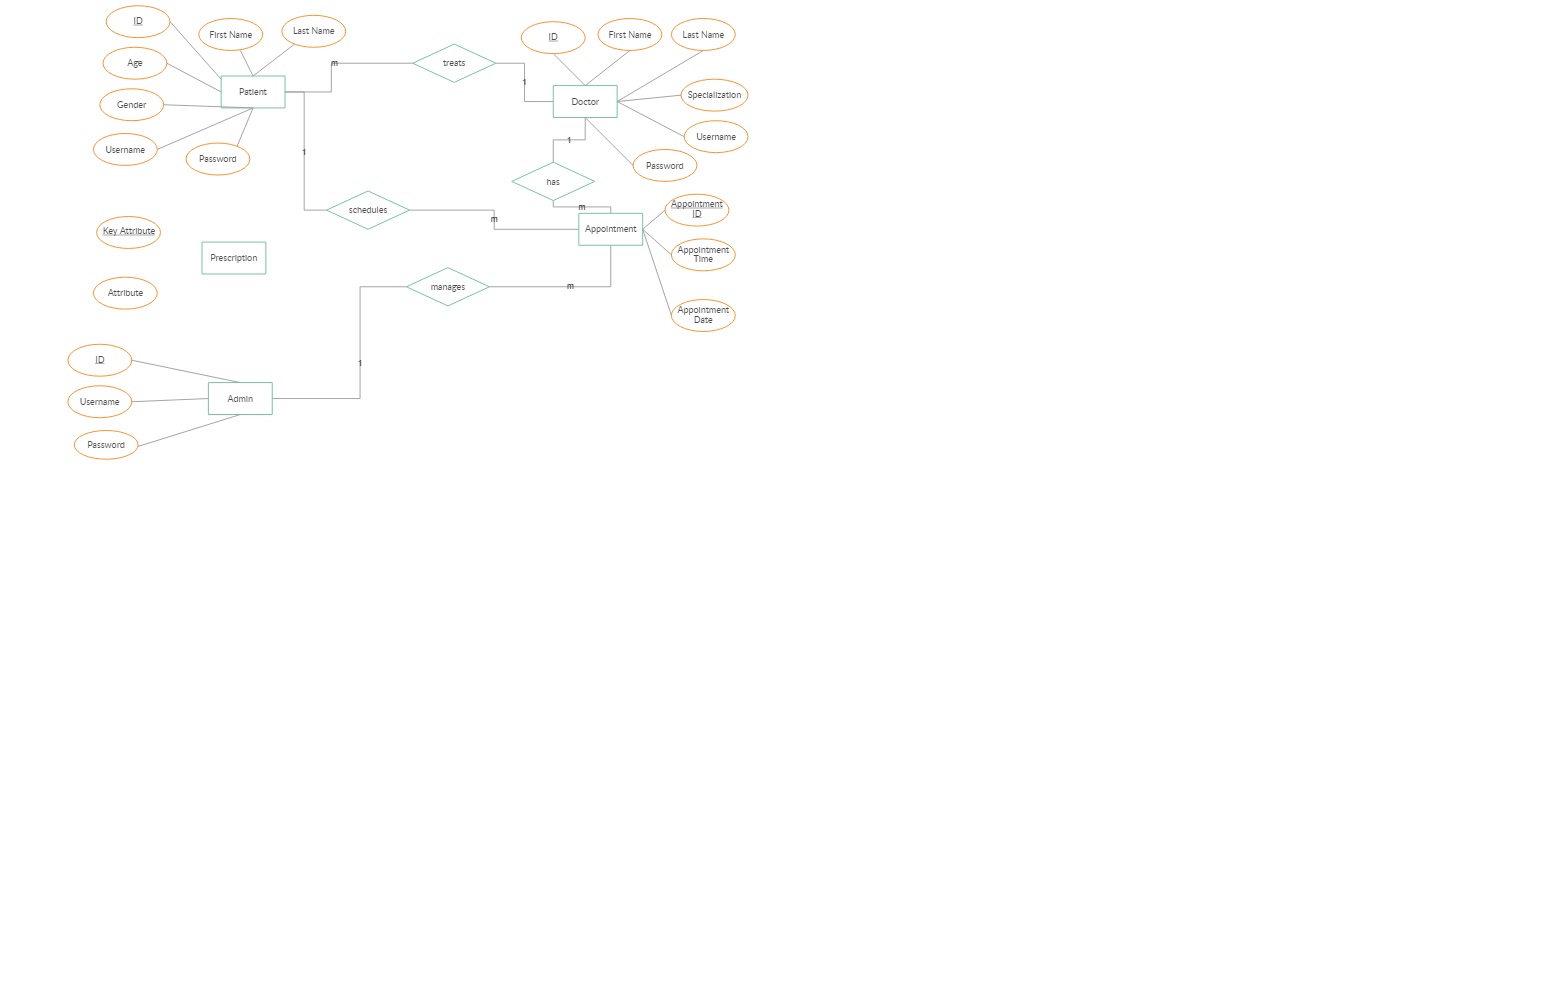 ID
First Name
Last Name
Age
Patient
Gender
Username
Password
m
treats
1
ID
First Name
Last Name
Doctor
Specialization
Username
Password
1
has
m
1
schedules
m
Appointment
Appointment
ID
Appointment
Time
Appointment
Date
Key Attribute
Prescription
Attribute
manages
m
1
ID
Username
Admin
Password